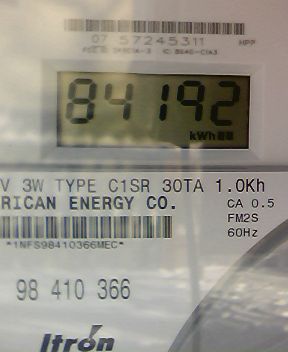 07 57245311 HPP
84192
kWh
V 3W TYPE C1SR 30TA 1.0Kh
RICAN ENERGY CO. CA 0.5
FM2S
*1NFS98410366MEC* 60Hz
98 410 366
Itron